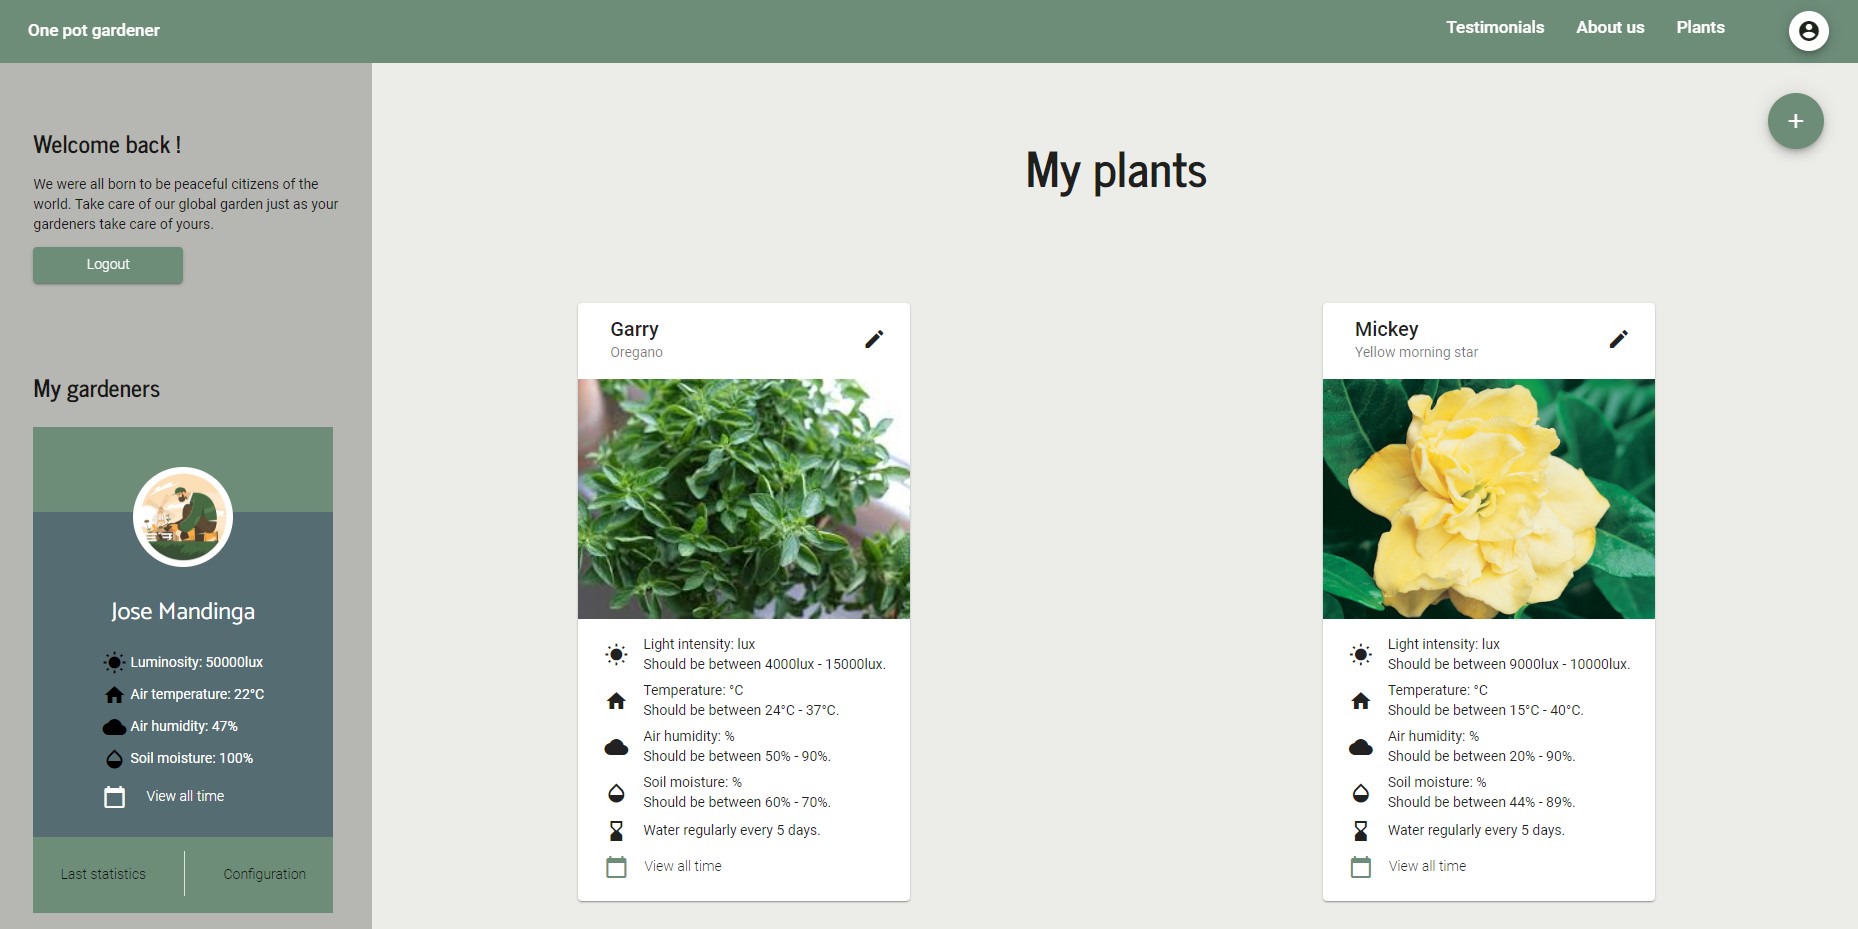 One pot gardener
Testimonials
About us
Plants
Welcome back !
We were all born to be peaceful citizens of the
world. Take care of our global garden just as your
gardeners take care of yours.
Logout
My gardeners
Jose Mandinga
Luminosity: 50000lux
Air temperature: 22°C
Air humidity: 47%
Soil moisture: 100%
View all time
Last statistics
Configuration
My plants
Garry
Oregano
Light intensity: lux
Should be between 4000lux - 15000lux.
Temperature: °C
Should be between 24°C - 37°C.
Air humidity: %
Should be between 50% - 90%.
Soil moisture: %
Should be between 60% - 70%.
Water regularly every 5 days.
View all time
Mickey
Yellow morning star
Light intensity: lux
Should be between 9000lux - 10000lux.
Temperature: °C
Should be between 15°C - 40°C.
Air humidity: %
Should be between 20% - 90%.
Soil moisture: %
Should be between 44% - 89%.
Water regularly every 5 days.
View all time